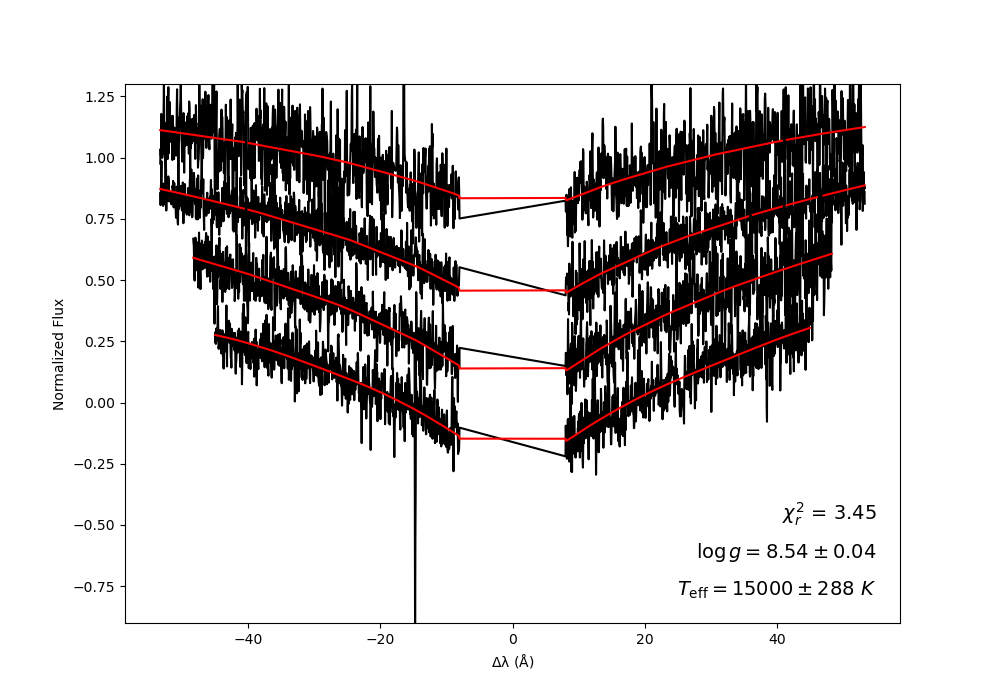 1.25
1.00
0.75
0.50
0.25
0.00
−0.25
−0.50
−0.75
Normalized Flux
χ²ᵣ = 3.45
log g = 8.54 ± 0.04
T_eff = 15000 ± 288 K
−40 −20 0 20 40
Δλ (Å)